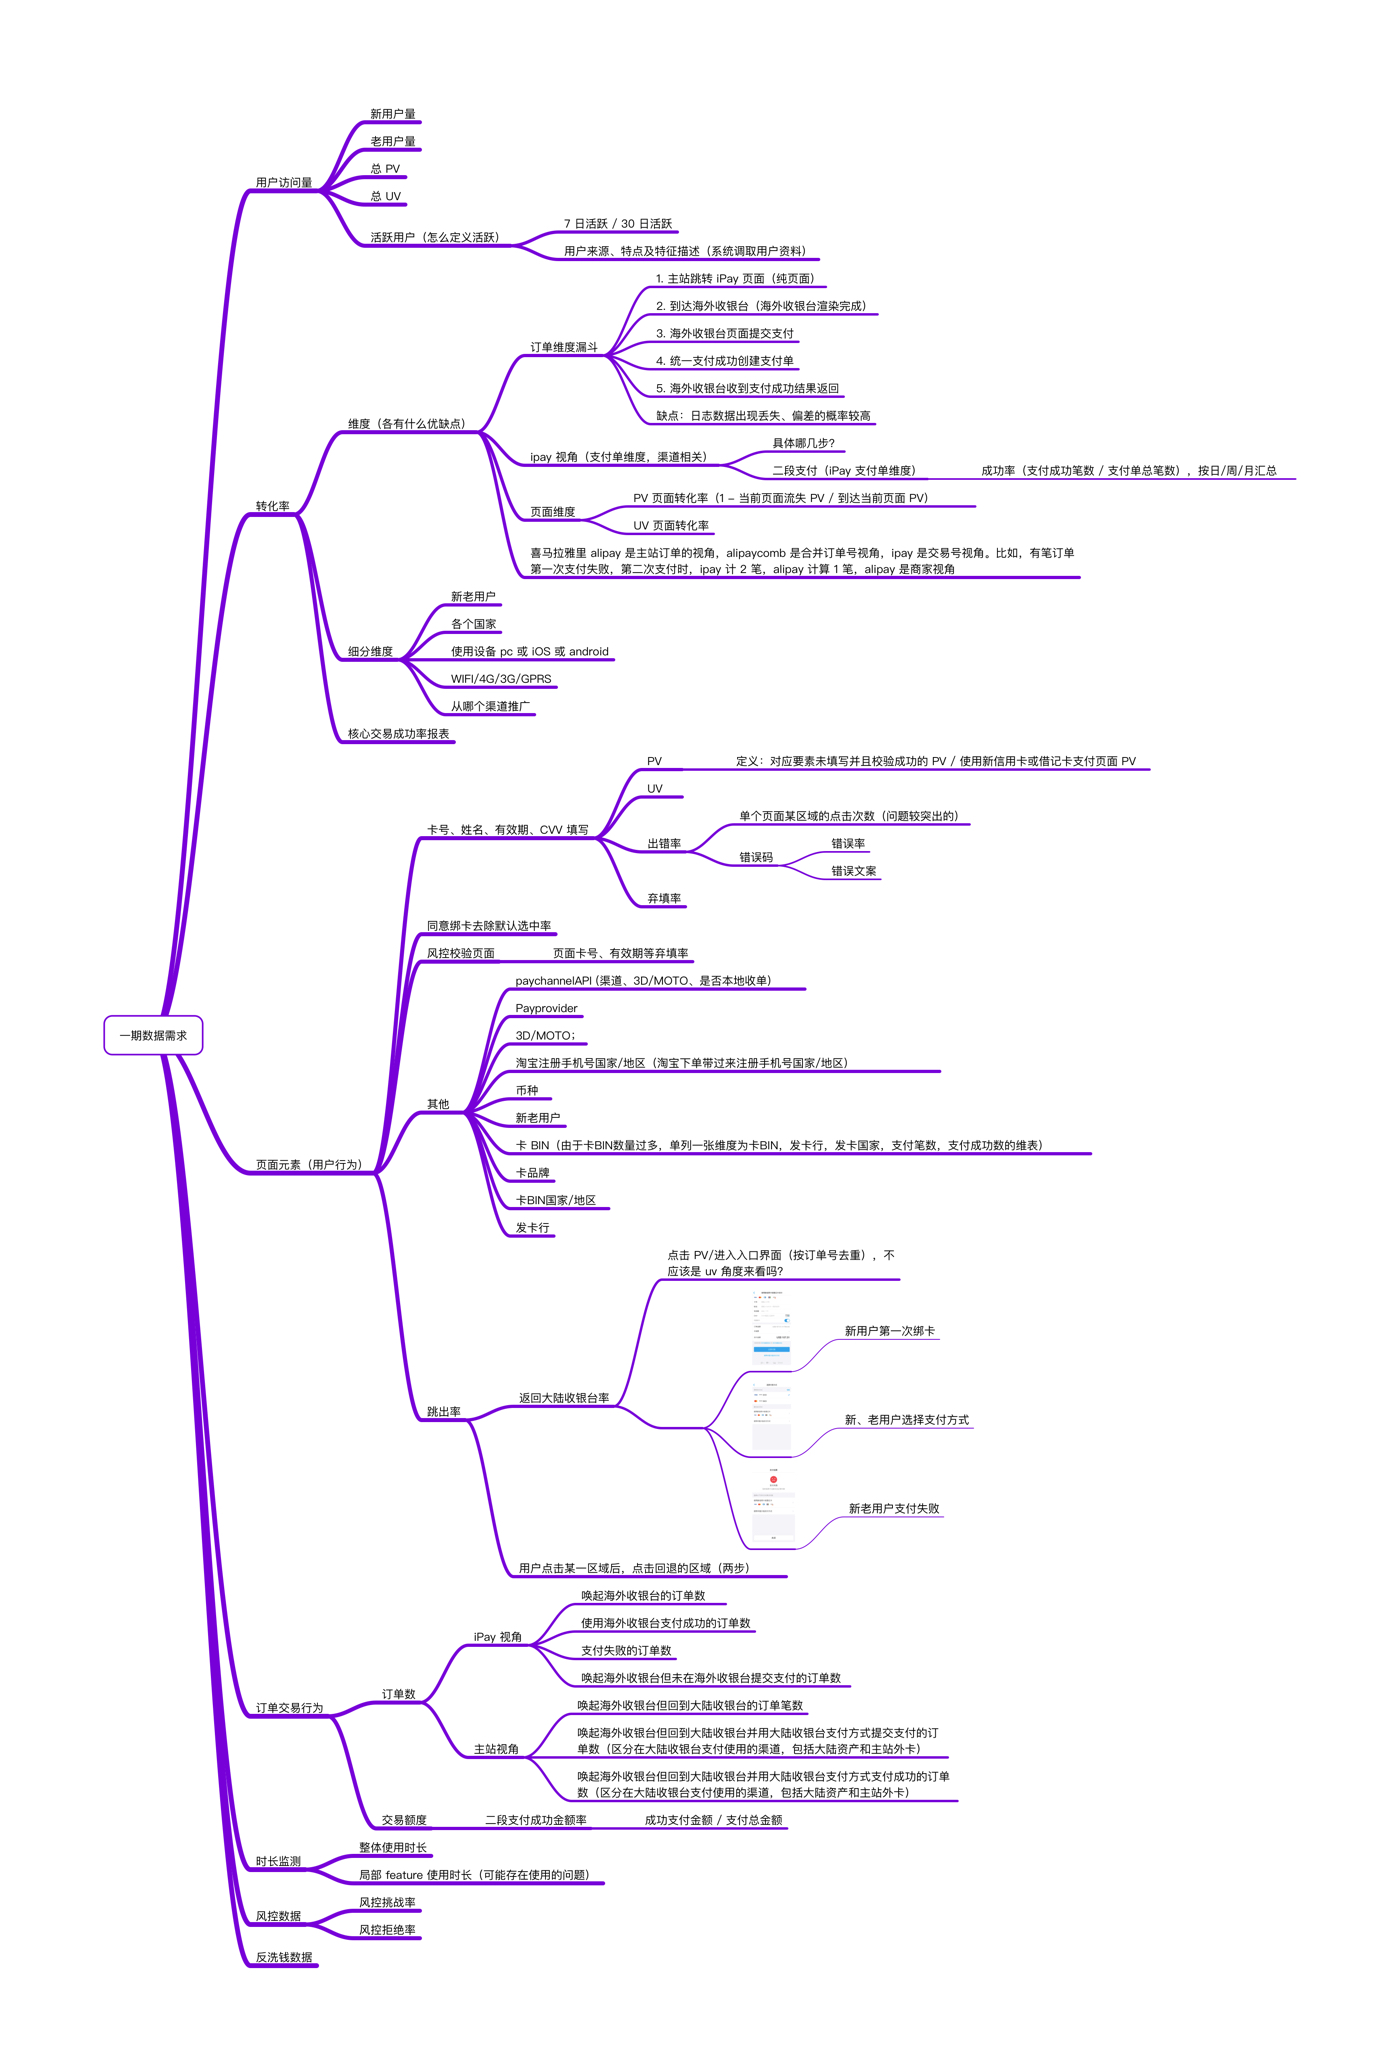 新用户量
老用户量
总 PV
用户访问量
总 UV
活跃用户（怎么定义活跃）
7 日活跃 / 30 日活跃
用户来源、特点及特征描述（系统调取用户资料）
1. 主站跳转 iPay 页面（纯页面）
2. 到达海外收银台（海外收银台渲染完成）
3. 海外收银台页面提交支付
订单维度漏斗
4. 统一支付成功创建支付单
5. 海外收银台收到支付成功结果返回
缺点：日志数据出现丢失、偏差的概率较高
维度（各有什么优缺点）
ipay 视角（支付单维度，渠道相关）
具体哪几步?
二段支付（iPay 支付单维度）
成功率（支付成功笔数 / 支付单总笔数），按日/周/月汇总
转化率
页面维度
PV 页面转化率（1 – 当前页面流失 PV / 到达当前页面 PV）
UV 页面转化率
喜马拉雅里 alipay 是主站订单的视角，alipaycomb 是合并订单号视角，ipay 是交易号视角。比如，有笔订单
第一次支付失败，第二次支付时，ipay 计 2 笔，alipay 计算 1 笔，alipay 是商家视角
新老用户
各个国家
细分维度
使用设备 pc 或 iOS 或 android
WIFI/4G/3G/GPRS
从哪个渠道推广
核心交易成功率报表
PV
定义：对应要素未填写并且校验成功的 PV / 使用新信用卡或借记卡支付页面 PV
UV
卡号、姓名、有效期、CVV 填写
出错率
单个页面某区域的点击次数（问题较突出的）
错误码
错误率
错误文案
弃填率
同意绑卡去除默认选中率
风控校验页面
页面卡号、有效期等弃填率
一期数据需求
paychannelAPI (渠道、3D/MOTO、是否本地收单）
Payprovider
3D/MOTO；
淘宝注册手机号国家/地区（淘宝下单带过来注册手机号国家/地区）
其他
币种
新老用户
卡 BIN（由于卡BIN数量过多，单列一张维度为卡BIN，发卡行，发卡国家，支付笔数，支付成功数的维表）
页面元素（用户行为）
卡品牌
卡BIN国家/地区
发卡行
点击 PV/进入入口界面（按订单号去重），不
应该是 uv 角度来看吗?
新用户第一次绑卡
返回大陆收银台率
跳出率
新、老用户选择支付方式
新老用户支付失败
用户点击某一区域后，点击回退的区域（两步）
唤起海外收银台的订单数
使用海外收银台支付成功的订单数
iPay 视角
支付失败的订单数
唤起海外收银台但未在海外收银台提交支付的订单数
订单数
订单交易行为
唤起海外收银台但回到大陆收银台的订单笔数
唤起海外收银台但回到大陆收银台并用大陆收银台支付方式提交支付的订
主站视角
单数（区分在大陆收银台支付使用的渠道，包括大陆资产和主站外卡）
唤起海外收银台但回到大陆收银台并用大陆收银台支付方式支付成功的订单
数（区分在大陆收银台支付使用的渠道，包括大陆资产和主站外卡）
交易额度
二段支付成功金额率
成功支付金额 / 支付总金额
时长监测
整体使用时长
局部 feature 使用时长（可能存在使用的问题）
风控数据
风控挑战率
风控拒绝率
反洗钱数据